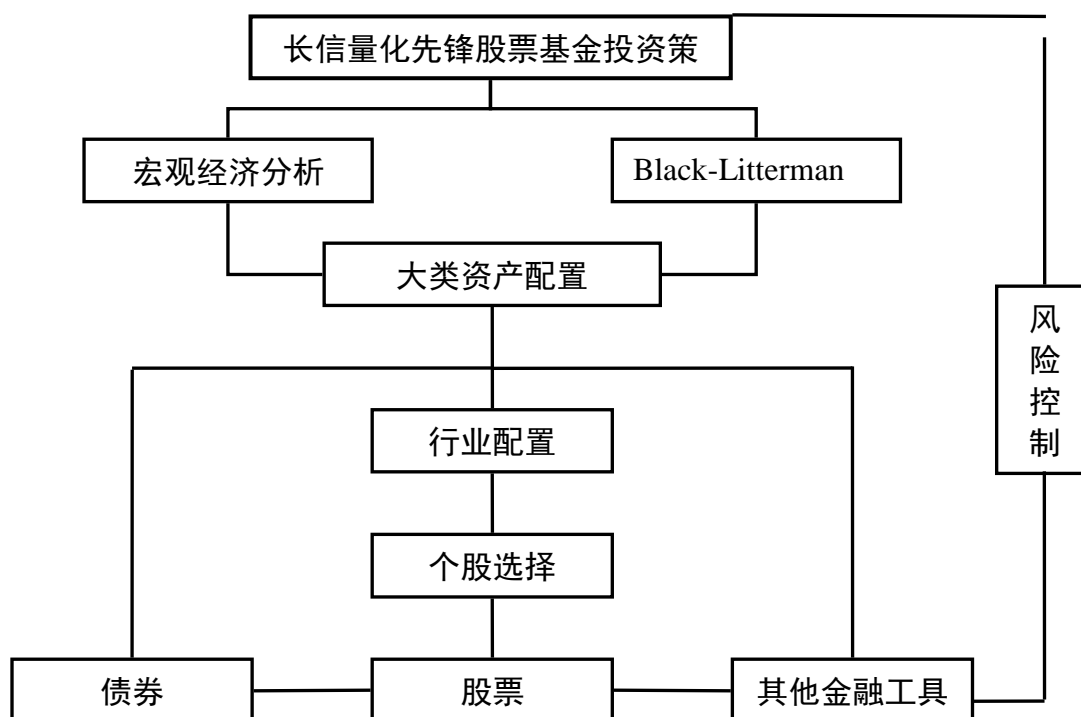 长信量化先锋股票基金投资策
宏观经济分析
Black-Litterman
大类资产配置
风
险
控
制
行业配置
个股选择
债券
股票
其他金融工具